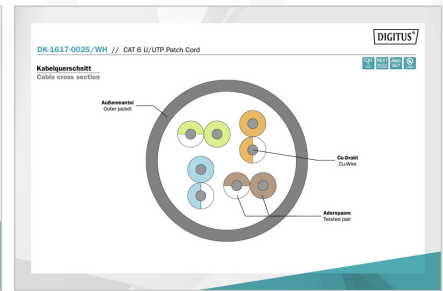 DIGITUS®
DK-1617-0025/WH // CAT 6 U/UTP Patch Cord
Kabelquerschnitt
Cable cross section
Außenmantel
Outer jacket
Cu-Draht
Cu-Wire
Adernpaare
Twisted pair